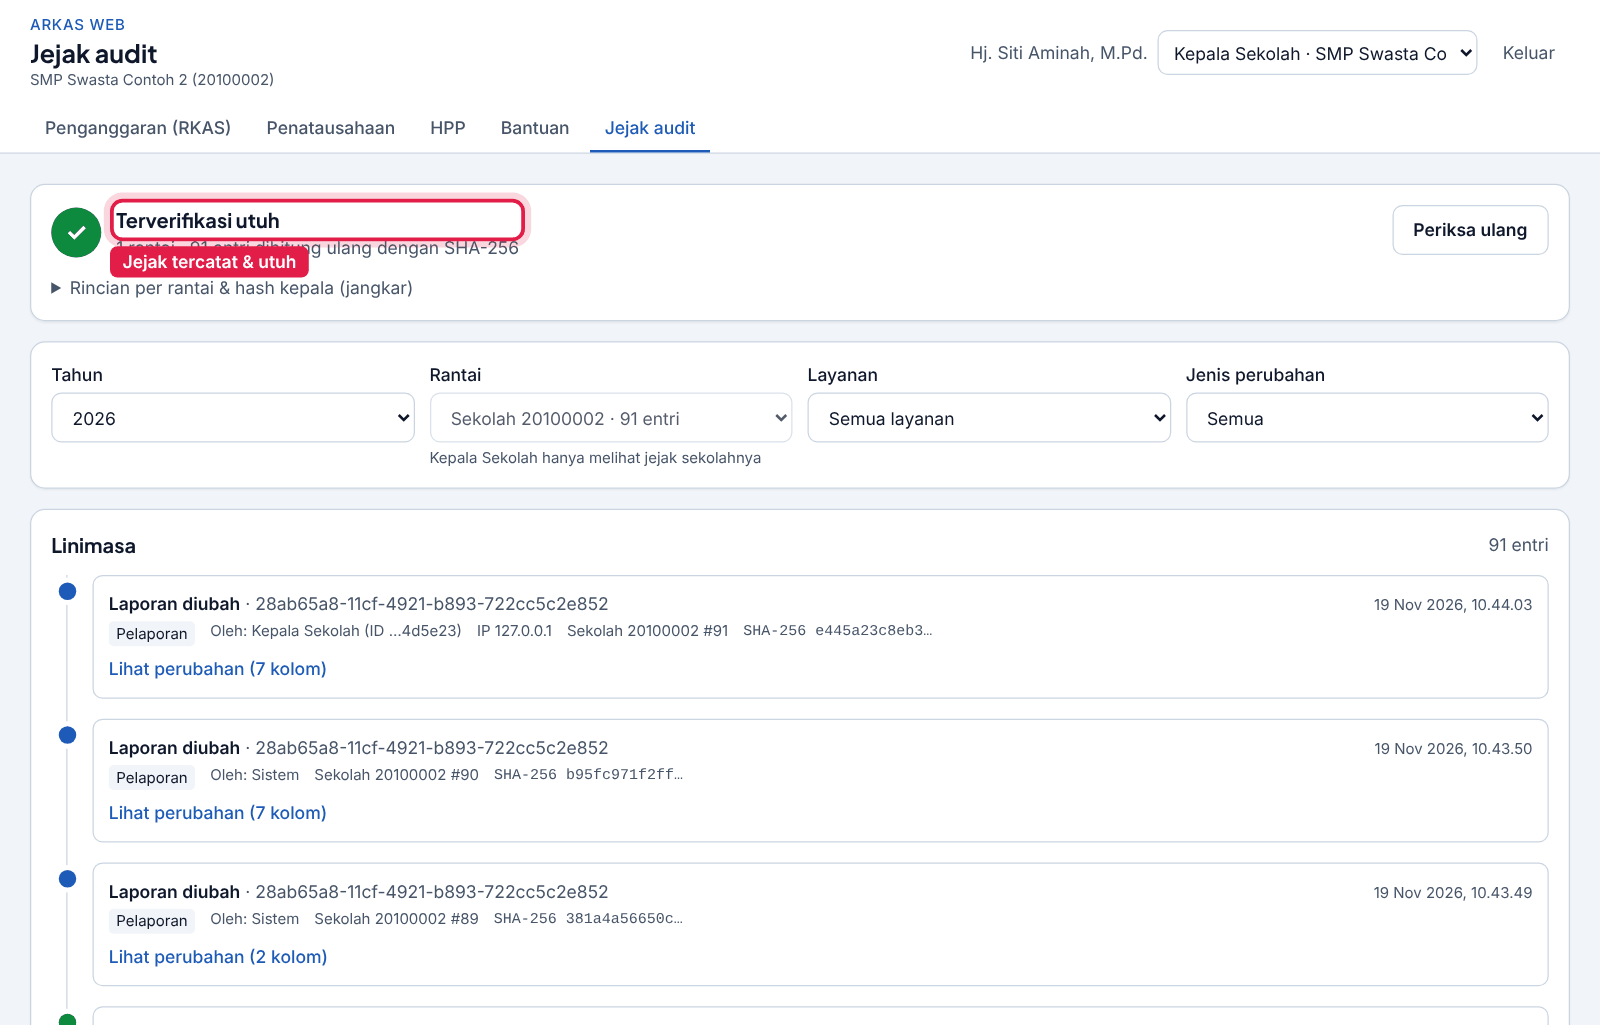 ARKAS WEB
Jejak audit
SMP Swasta Contoh 2 (20100002)
Hj. Siti Aminah, M.Pd.
Kepala Sekolah · SMP Swasta Co
Keluar
Penganggaran (RKAS)
Penatausahaan
HPP
Bantuan
Jejak audit
Terverifikasi utuh
1 rantai · 91 entri dihitung ulang dengan SHA-256
Jejak tercatat & utuh
Rincian per rantai & hash kepala (jangkar)
Periksa ulang
Tahun
2026
Rantai
Sekolah 20100002 · 91 entri
Kepala Sekolah hanya melihat jejak sekolahnya
Layanan
Semua layanan
Jenis perubahan
Semua
Linimasa
91 entri
Laporan diubah · 28ab65a8-11cf-4921-b893-722cc5c2e852
19 Nov 2026, 10.44.03
Pelaporan Oleh: Kepala Sekolah (ID …4d5e23) IP 127.0.0.1 Sekolah 20100002 #91 SHA-256 e445a23c8eb3…
Lihat perubahan (7 kolom)
Laporan diubah · 28ab65a8-11cf-4921-b893-722cc5c2e852
19 Nov 2026, 10.43.50
Pelaporan Oleh: Sistem Sekolah 20100002 #90 SHA-256 b95fc971f2ff…
Lihat perubahan (7 kolom)
Laporan diubah · 28ab65a8-11cf-4921-b893-722cc5c2e852
19 Nov 2026, 10.43.49
Pelaporan Oleh: Sistem Sekolah 20100002 #89 SHA-256 381a4a56650c…
Lihat perubahan (2 kolom)